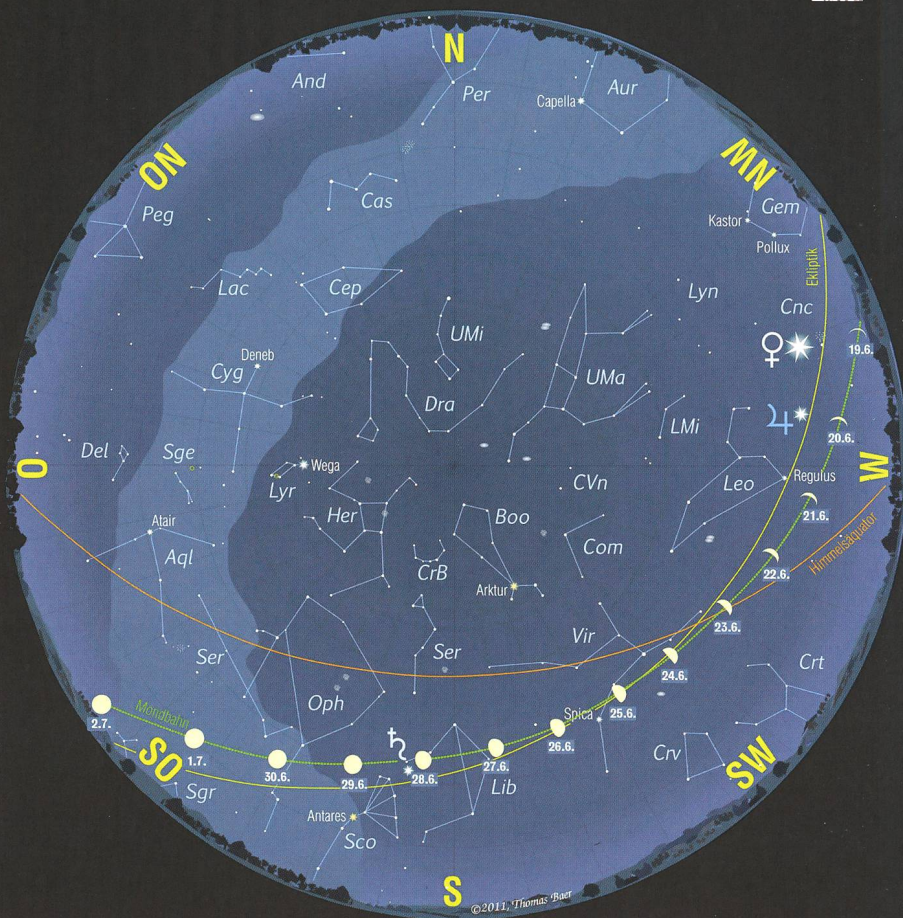 N
And
Per
Aur
Capella
NO
NW
Peg
Cas
Gem
Kastor
Pollux
Ekliptik
Lac
Cep
Lyn
Cnc
UMi
♀
19.6.
Deneb
Cyg
Dra
UMa
♃
LMi
20.6.
Del
Sge
O
W
Wega
Lyr
CVn
Leo
Regulus
21.6.
Her
Boo
Atair
Aql
Com
Himmelsäquator
CrB
22.6.
Arktur
23.6.
Ser
Ser
Vir
24.6.
Crt
Oph
25.6.
Spica
Mondbahn
2.7.
♄
26.6.
1.7.
SO
30.6.
29.6.
28.6.
27.6.
Crv
SW
Lib
Sgr
Antares
Sco
S
©2011, Thomas Baer